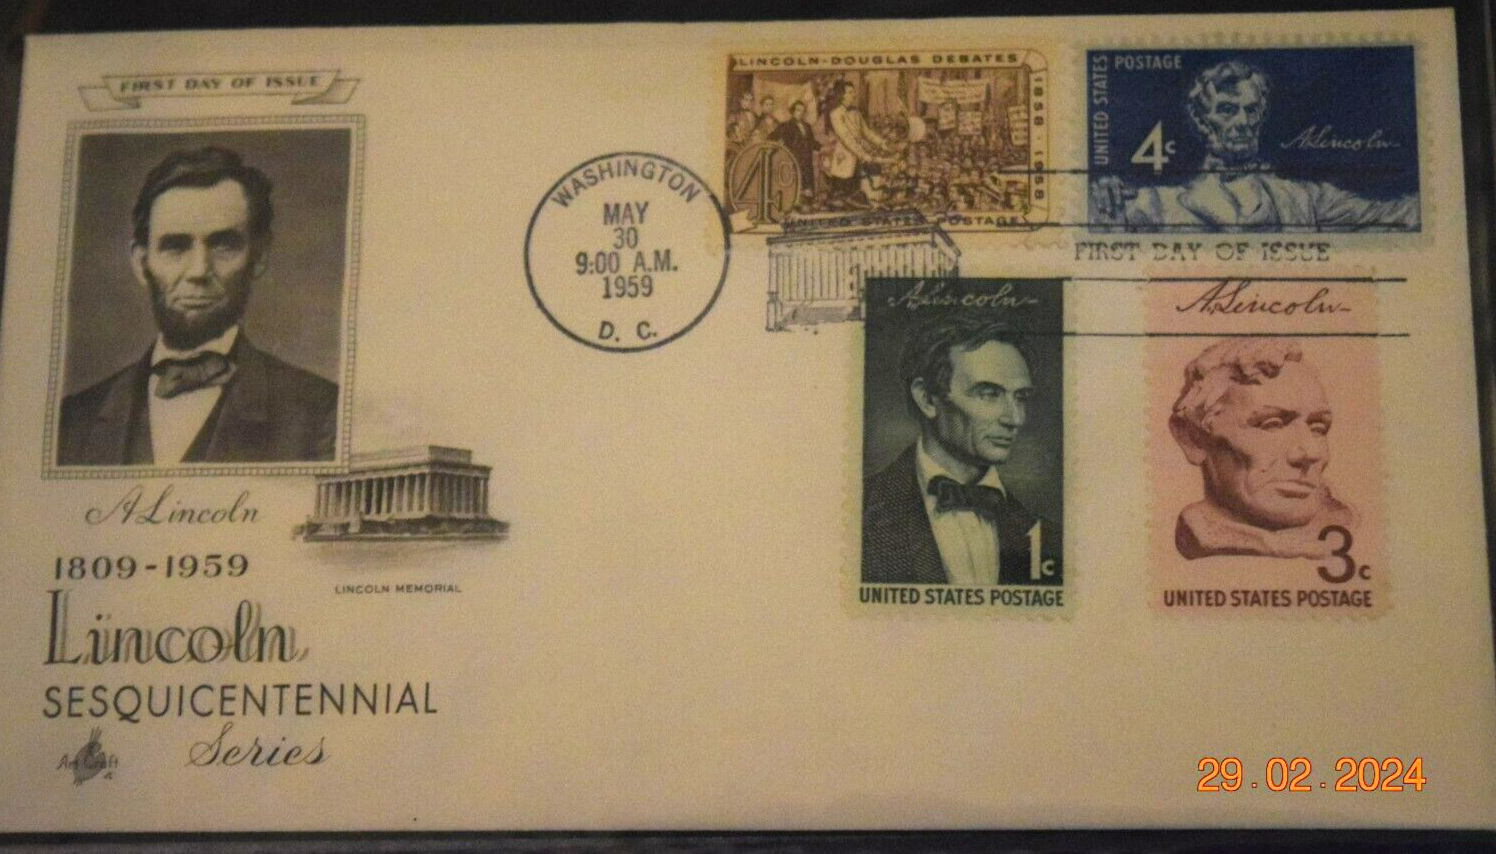 FIRST DAY OF ISSUE
A Lincoln
1809-1959
LINCOLN MEMORIAL
Lincoln
SESQUICENTENNIAL
Series
Art Craft
WASHINGTON
MAY
30
9:00 A.M.
1959
D. C.
LINCOLN-DOUGLAS DEBATES
1858 · 1958
4¢
UNITED STATES POSTAGE
UNITED STATES
POSTAGE
4c
A.Lincoln
FIRST DAY OF ISSUE
A.Lincoln
1c
UNITED STATES POSTAGE
A.Lincoln
3c
UNITED STATES POSTAGE
29.02.2024